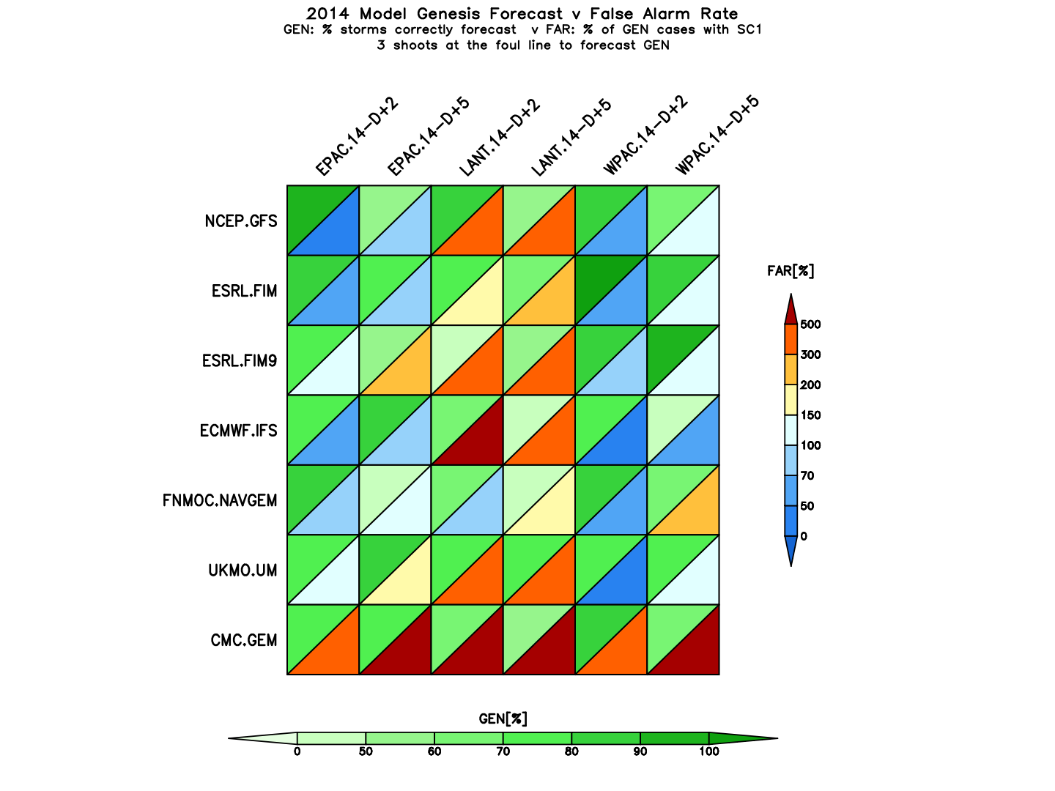 2014 Model Genesis Forecast v False Alarm Rate
GEN: % storms correctly forecast v FAR: % of GEN cases with SC1
3 shoots at the foul line to forecast GEN
EPAC.14-D+2
EPAC.14-D+5
LANT.14-D+2
LANT.14-D+5
WPAC.14-D+2
WPAC.14-D+5
NCEP.GFS
ESRL.FIM
ESRL.FIM9
ECMWF.IFS
FNMOC.NAVGEM
UKMO.UM
CMC.GEM
FAR[%]
500
300
200
150
100
70
50
0
GEN[%]
0 50 60 70 80 90 100